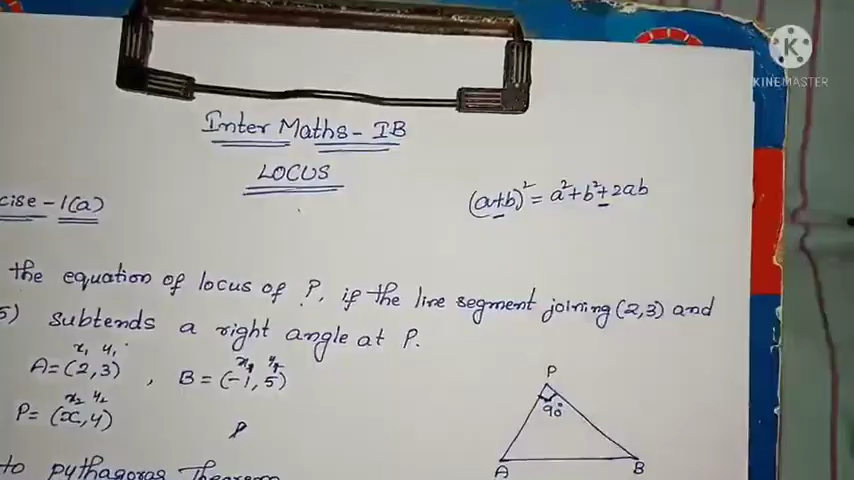 KINEMASTER
Inter Maths - IB
LOCUS
cise - 1(a)
(a+b)² = a²+b²+2ab
the equation of locus of P, if the line segment joining (2,3) and
5) subtends a right angle at P.
x₁ y₁
A=(2,3) , B = (-1,5)
x₂ y₂
P= (x,y)
P
P
90°
A B
to pythagoras Theorem